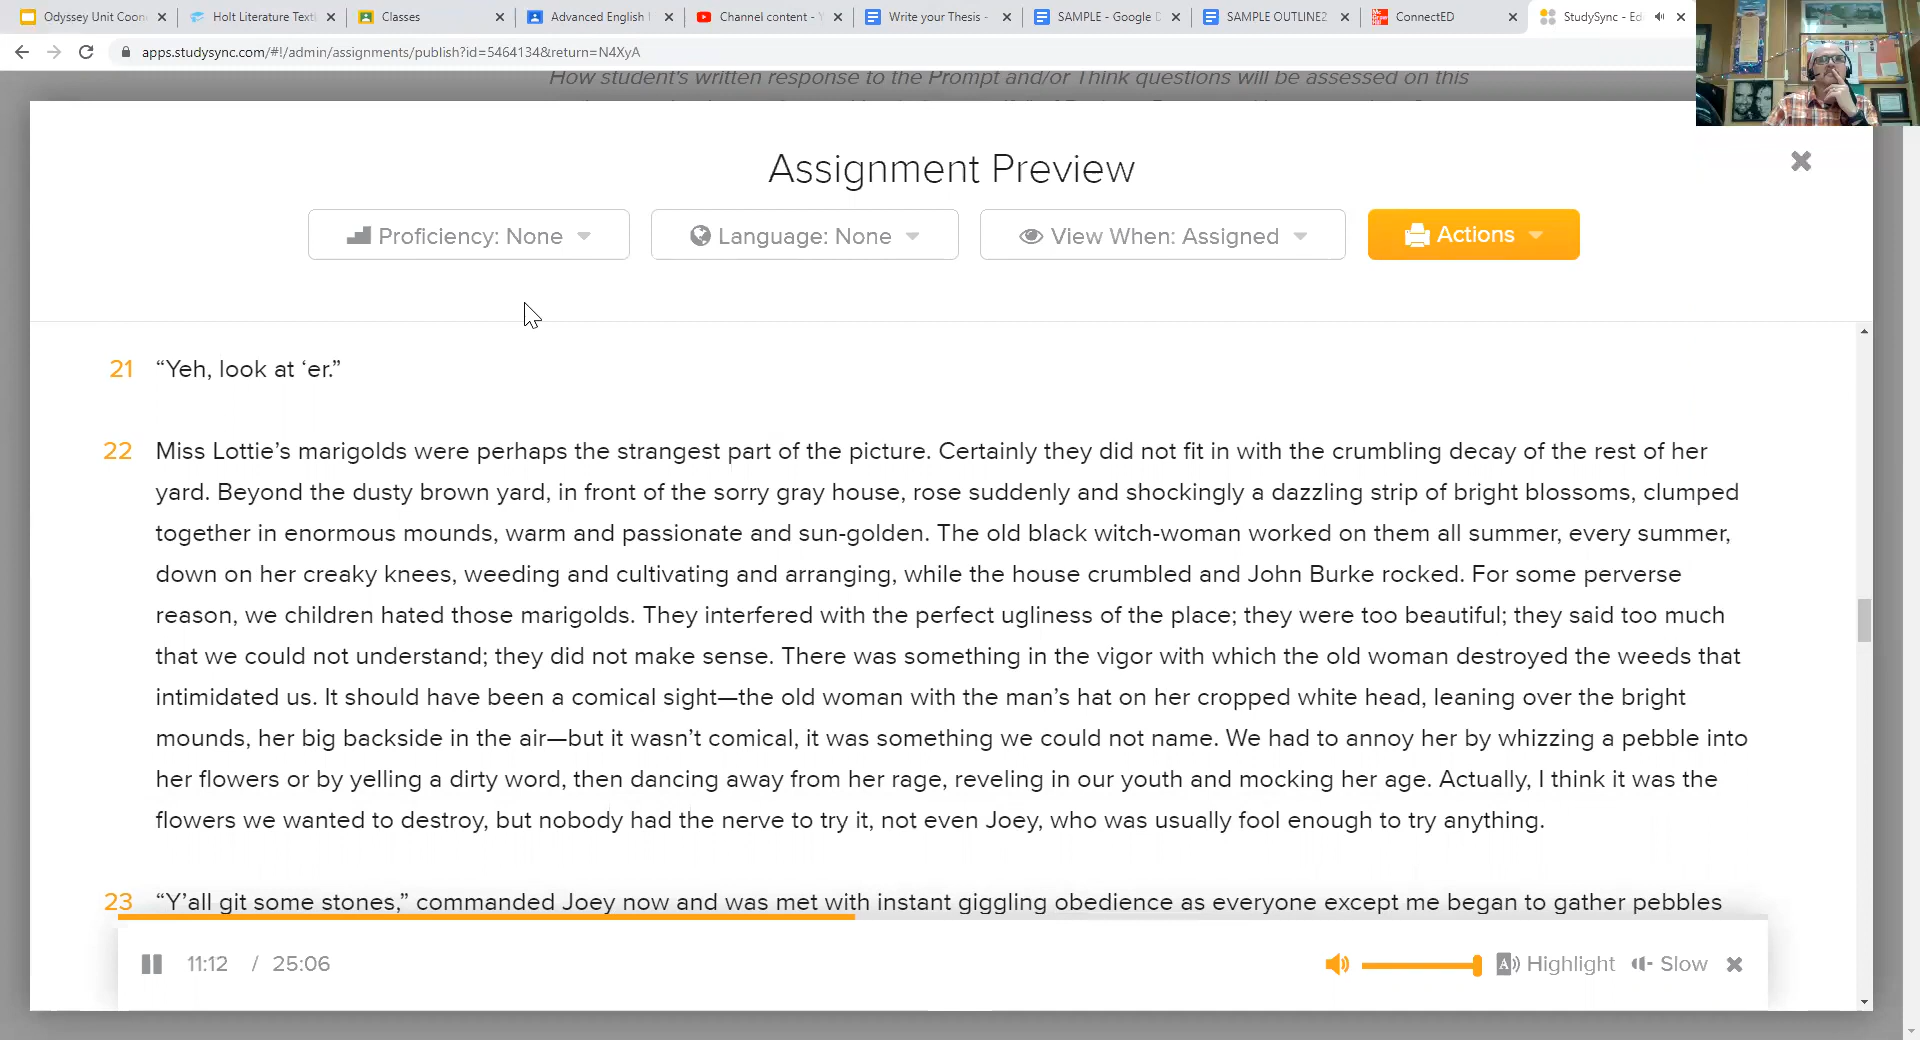 Odyssey Unit Coon
Holt Literature Text
Classes
Advanced English
Channel content -
Write your Thesis -
SAMPLE - Google D
SAMPLE OUTLINE2
ConnectED
StudySync - Ed
apps.studysync.com/#!/admin/assignments/publish?id=5464134&return=N4XyA
How student's written response to the Prompt and/or Think questions will be assessed on this
Assignment Preview
Proficiency: None
Language: None
View When: Assigned
Actions
21 “Yeh, look at ‘er.”
22 Miss Lottie’s marigolds were perhaps the strangest part of the picture. Certainly they did not fit in with the crumbling decay of the rest of her
yard. Beyond the dusty brown yard, in front of the sorry gray house, rose suddenly and shockingly a dazzling strip of bright blossoms, clumped
together in enormous mounds, warm and passionate and sun-golden. The old black witch-woman worked on them all summer, every summer,
down on her creaky knees, weeding and cultivating and arranging, while the house crumbled and John Burke rocked. For some perverse
reason, we children hated those marigolds. They interfered with the perfect ugliness of the place; they were too beautiful; they said too much
that we could not understand; they did not make sense. There was something in the vigor with which the old woman destroyed the weeds that
intimidated us. It should have been a comical sight—the old woman with the man’s hat on her cropped white head, leaning over the bright
mounds, her big backside in the air—but it wasn’t comical, it was something we could not name. We had to annoy her by whizzing a pebble into
her flowers or by yelling a dirty word, then dancing away from her rage, reveling in our youth and mocking her age. Actually, I think it was the
flowers we wanted to destroy, but nobody had the nerve to try it, not even Joey, who was usually fool enough to try anything.
23 “Y’all git some stones,” commanded Joey now and was met with instant giggling obedience as everyone except me began to gather pebbles
11:12 / 25:06
Highlight
Slow